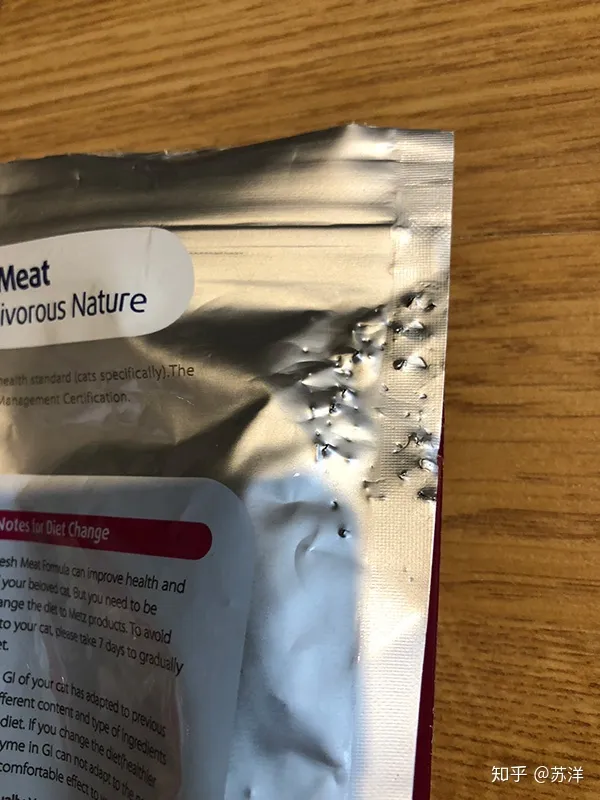 Meat
ivorous Nature
health standard (cats specifically).The
Management Certification.
Notes for Diet Change
esh Meat Formula can improve health and
your beloved cat. But you need to be
ange the diet to Metz products. To avoid
to your cat, please take 7 days to gradually
et.
GI of your cat has adapted to previous
fferent content and type of ingredients
diet. If you change the diet(healthier
yme in GI can not adapt to the
comfortable effect to
知乎 @苏洋